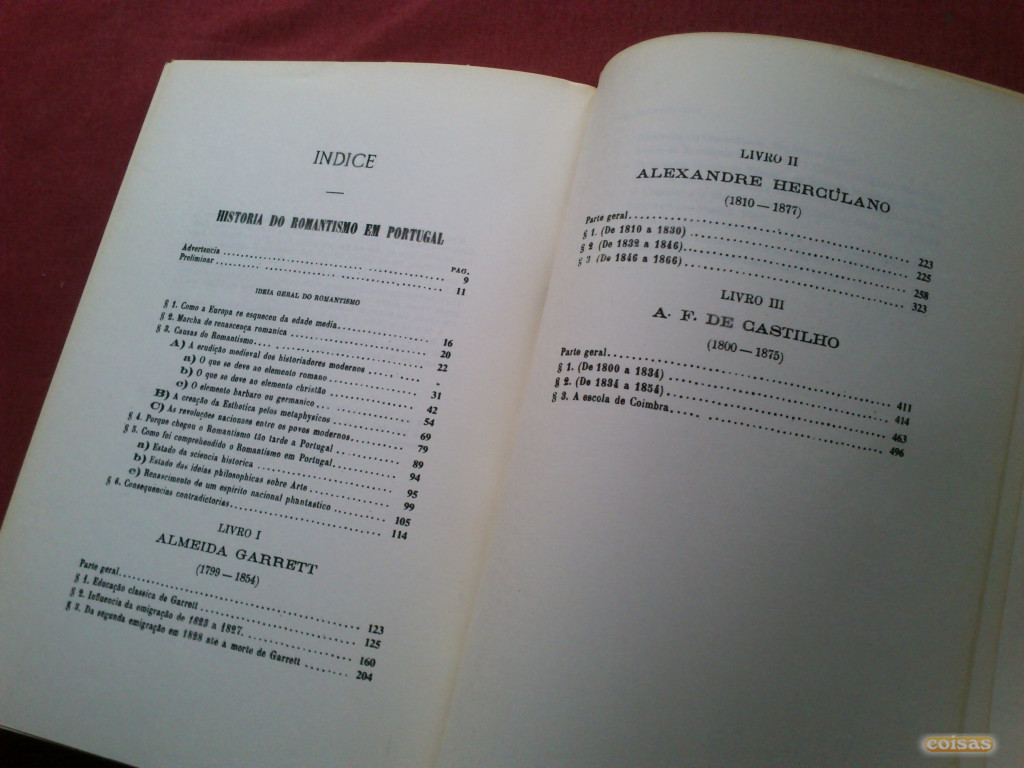 INDICE
HISTORIA DO ROMANTISMO EM PORTUGAL
PAG.
Advertencia ........ 9
Preliminar ........ 11
IDEIA GERAL DO ROMANTISMO
§ 1. Como a Europa se esqueceu da edade media........ 16
§ 2. Marcha de renascença romanica ........ 20
§ 3. Causas do Romantismo........ 22
A) A erudição medieval dos historiadores modernos ........ »
a) O que se deve ao elemento romano ........ 31
b) O que se deve ao elemento christão ........ 42
c) O elemento barbaro ou germanico ........ 54
B) A creação da Esthetica pelos metaphysicos ........ 69
C) As revoluções nacionaes entre os povos modernos........ 79
§ 4. Porque chegou o Romantismo tão tarde a Portugal ........ 89
§ 5. Como foi comprehendido o Romantismo em Portugal........ 94
a) Estado da sciencia historica ........ 95
b) Estado das ideias philosophicas sobre Arte ........ 99
c) Renascimento de um espirito nacional phantastico ........ 105
§ 6. Consequencias contradictorias........ 114
LIVRO I
ALMEIDA GARRETT
(1799 — 1854)
Parte geral........ 123
§ 1. Educação classica de Garrett ........ 125
§ 2. Influencia da emigração de 1823 a 1827. ........ 160
§ 3. Da segunda emigração em 1828 até á morte de Garrett ........ 204
LIVRO II
ALEXANDRE HERCULANO
(1810 — 1877)
Parte geral........ 223
§ 1. (De 1810 a 1830) ........ 225
§ 2 (De 1832 a 1846)........ 258
§ 3 (De 1846 a 1866) ........ 323
LIVRO III
A. F. DE CASTILHO
(1800 — 1875)
Parte geral........ 411
§ 1. (De 1800 a 1834) ........ 414
§ 2. (De 1834 a 1854) ........ 463
§ 3. A escola de Coimbra........ 496
coisas